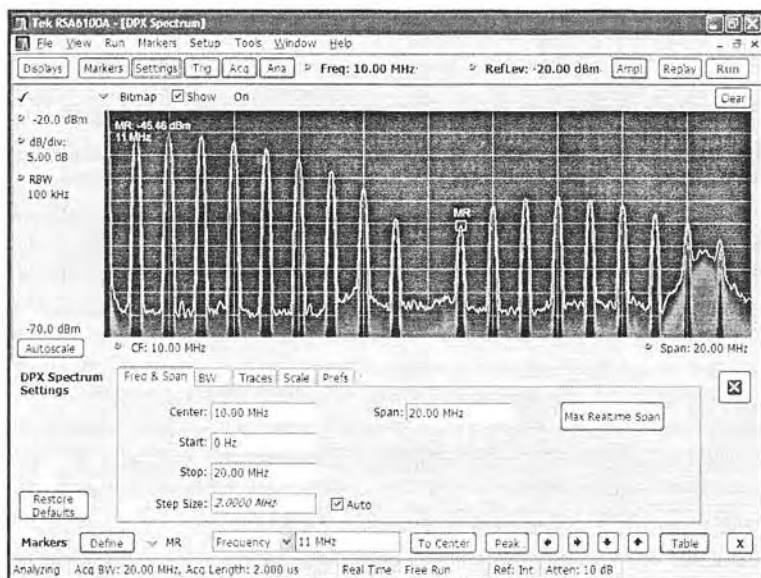 Tek RSA6100A - [DPX Spectrum]
File View Run Markers Setup Tools Window Help
Displays Markers Settings Trig Acq Ana Freq: 10.00 MHz RefLev: -20.00 dBm Ampl Replay Run
Bitmap Show On Clear
-20.0 dBm
dB/div:
5.00 dB
RBW
100 kHz
MR: -45.46 dBm
11 MHz
MR
-70.0 dBm
Autoscale CF: 10.00 MHz Span: 20.00 MHz
DPX Spectrum
Settings
Freq & Span BW Traces Scale Prefs
Center: 10.00 MHz Span: 20.00 MHz Max Realtime Span
Start: 0 Hz
Stop: 20.00 MHz
Step Size: 2.0000 MHz Auto
Restore
Defaults
Markers Define MR Frequency 11 MHz To Center Peak Table X
Analyzing Acq BW: 20.00 MHz, Acq Length: 2.000 us Real Time Free Run Ref: Int Atten: 10 dB